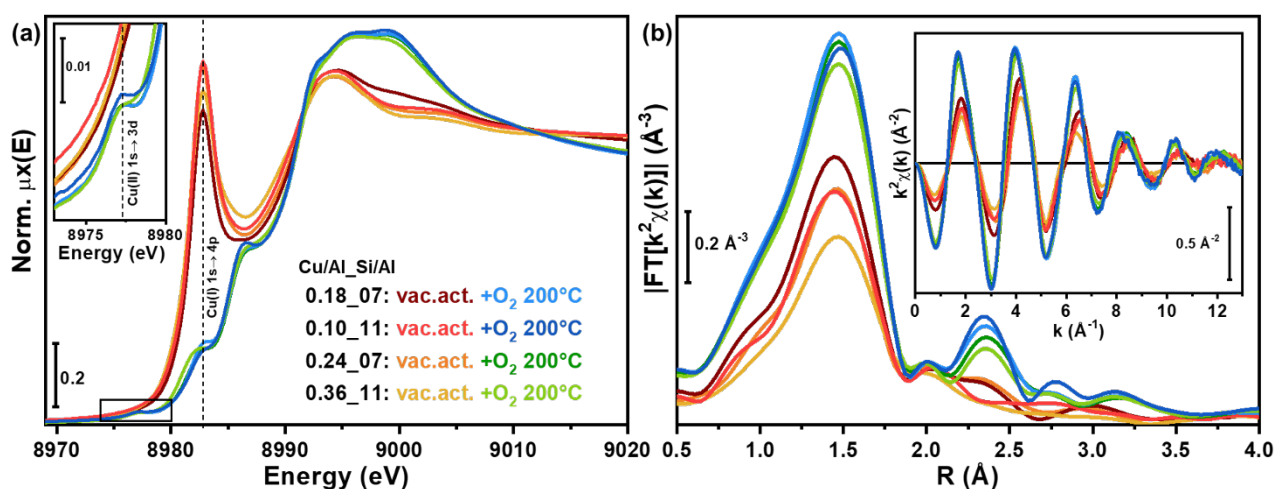 (a)
0.01
Cu(II) 1s→ 3d
8975 8980
Energy (eV)
Norm. μx(E)
Cu(I) 1s→ 4p
0.2
Cu/Al_Si/Al
0.18_07: vac.act. +O₂ 200°C
0.10_11: vac.act. +O₂ 200°C
0.24_07: vac.act. +O₂ 200°C
0.36_11: vac.act. +O₂ 200°C
8970 8980 8990 9000 9010 9020
Energy (eV)
(b)
|FT[k²χ(k)]| (Å⁻³)
0.2 Å⁻³
k²χ(k) (Å⁻²)
0.5 Å⁻²
0 2 4 6 8 10 12
k (Å⁻¹)
0.5 1.0 1.5 2.0 2.5 3.0 3.5 4.0
R (Å)